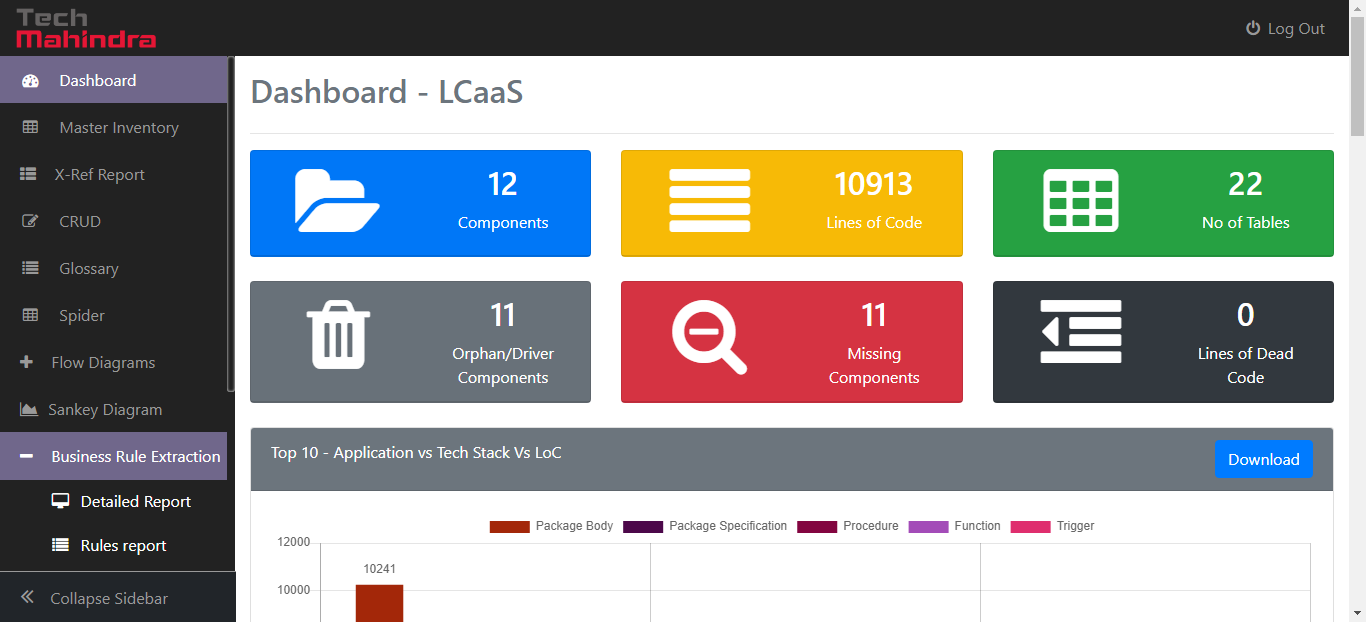 Tech
Mahindra
Log Out
Dashboard
Master Inventory
X-Ref Report
CRUD
Glossary
Spider
Flow Diagrams
Sankey Diagram
Business Rule Extraction
Detailed Report
Rules report
Collapse Sidebar
Dashboard - LCaaS
12
Components
10913
Lines of Code
22
No of Tables
11
Orphan/Driver
Components
11
Missing
Components
0
Lines of Dead
Code
Top 10 - Application vs Tech Stack Vs LoC
Download
Package Body Package Specification Procedure Function Trigger
12000
10241
10000